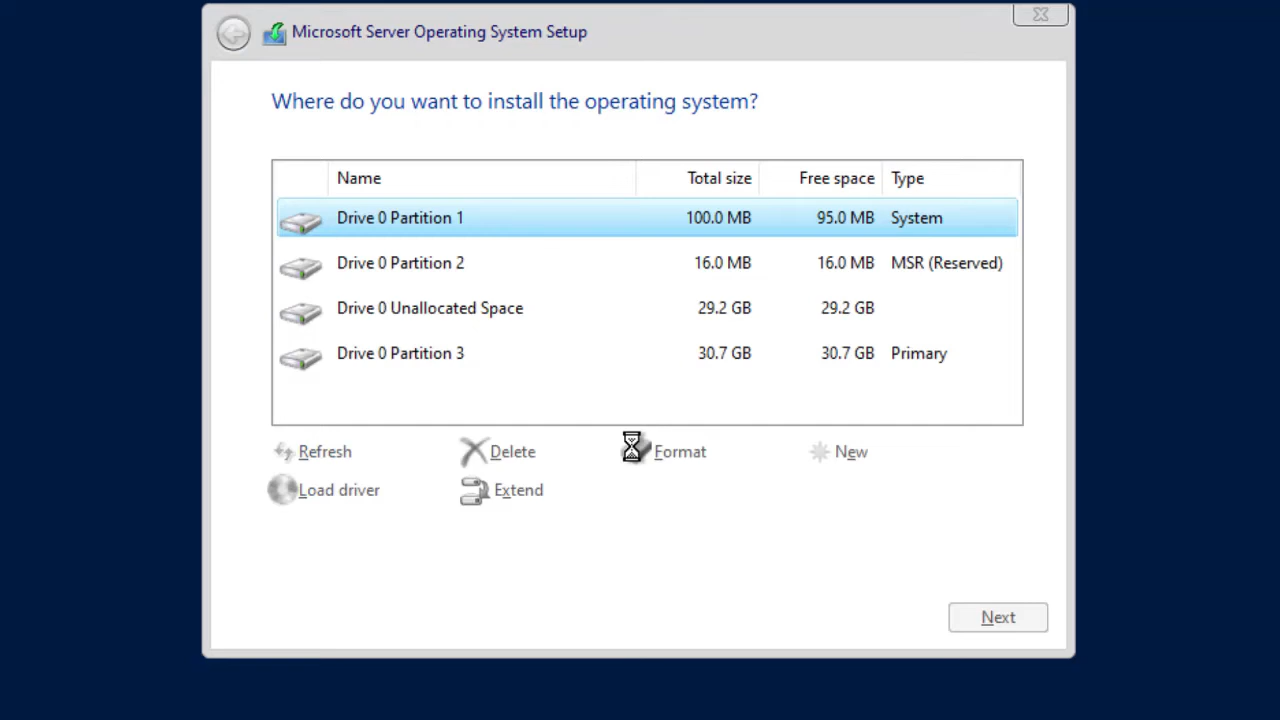 Microsoft Server Operating System Setup
Where do you want to install the operating system?
Name Total size Free space Type
Drive 0 Partition 1 100.0 MB 95.0 MB System
Drive 0 Partition 2 16.0 MB 16.0 MB MSR (Reserved)
Drive 0 Unallocated Space 29.2 GB 29.2 GB
Drive 0 Partition 3 30.7 GB 30.7 GB Primary
Refresh Delete Format New
Load driver Extend
Next